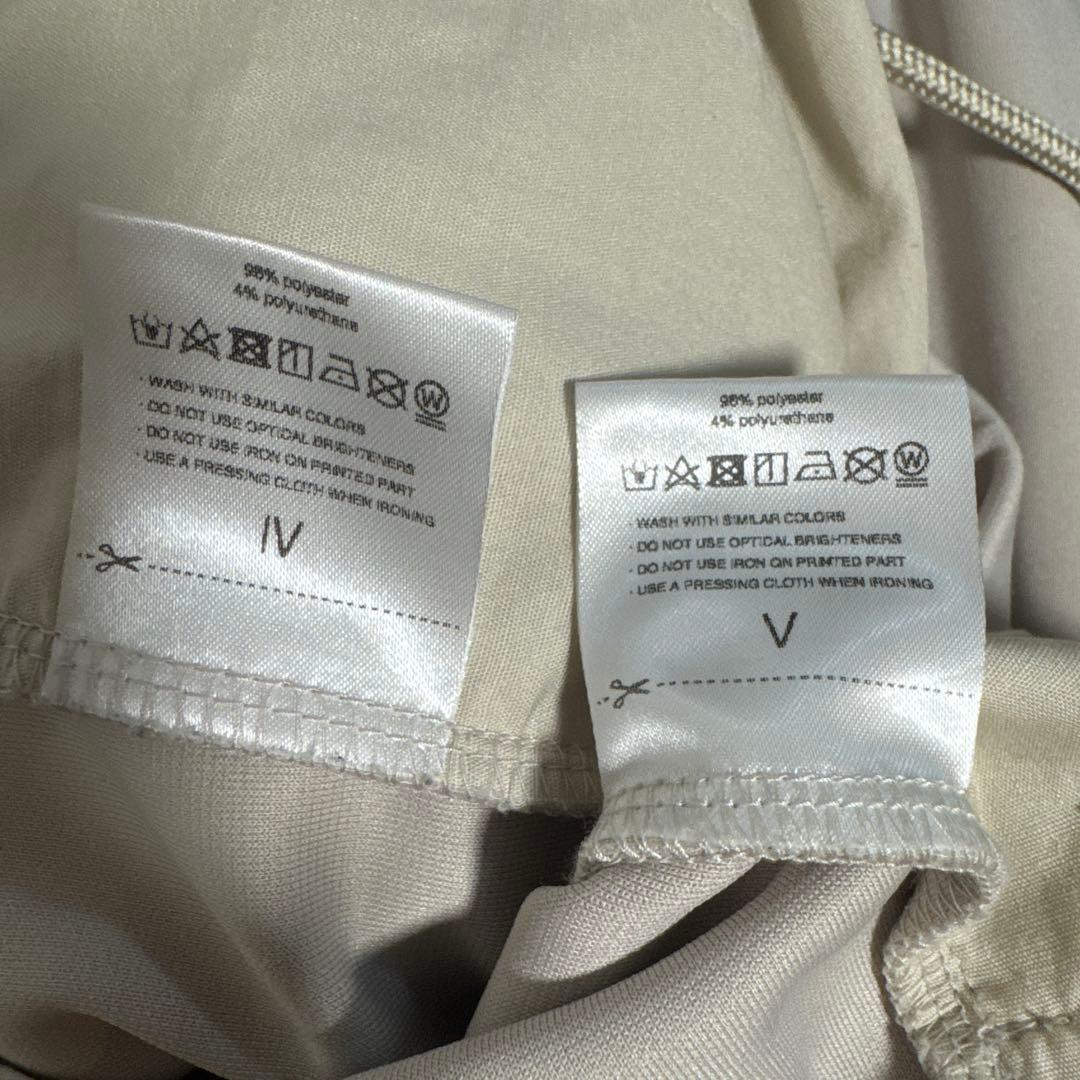 96% polyester
4% polyurethane
W
· WASH WITH SIMILAR COLORS
· DO NOT USE OPTICAL BRIGHTENERS
· DO NOT USE IRON ON PRINTED PART
· USE A PRESSING CLOTH WHEN IRONING
IV
96% polyester
4% polyurethane
W
· WASH WITH SIMILAR COLORS
· DO NOT USE OPTICAL BRIGHTENERS
· DO NOT USE IRON ON PRINTED PART
· USE A PRESSING CLOTH WHEN IRONING
V